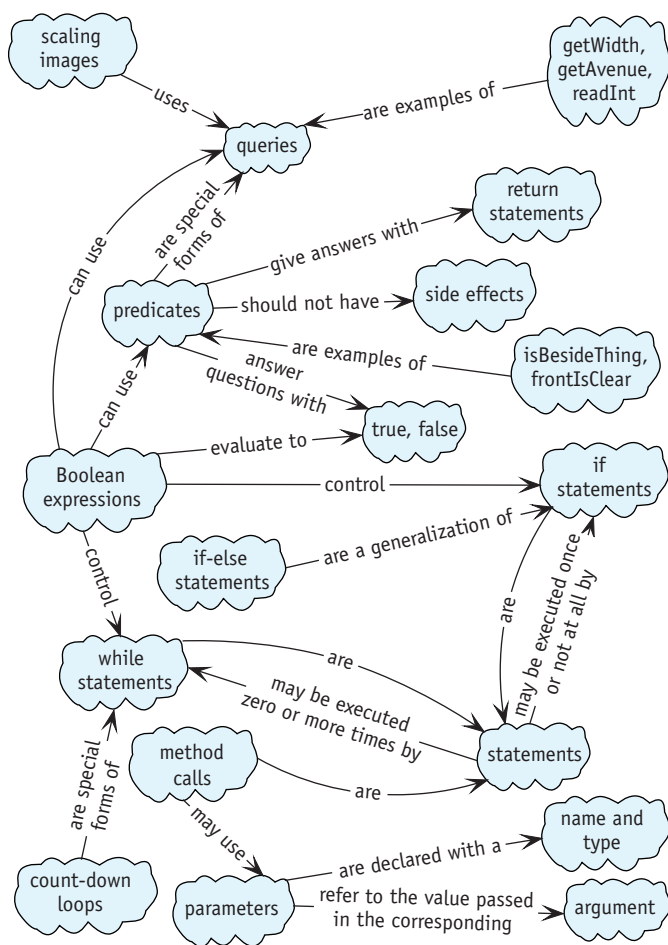 scaling
images
getWidth,
getAvenue,
readInt
uses
are examples of
queries
can use
are special
forms of
return
statements
give answers with
predicates
should not have
side effects
are examples of
isBesideThing,
frontIsClear
can use
answer
questions with
true, false
evaluate to
Boolean
expressions
control
if
statements
if-else
statements
are a generalization of
control
are
may be executed once
or not at all by
while
statements
are
may be executed
zero or more times by
statements
method
calls
are
are special
forms of
may use
name and
type
are declared with a
count-down
loops
parameters
refer to the value passed
in the corresponding
argument